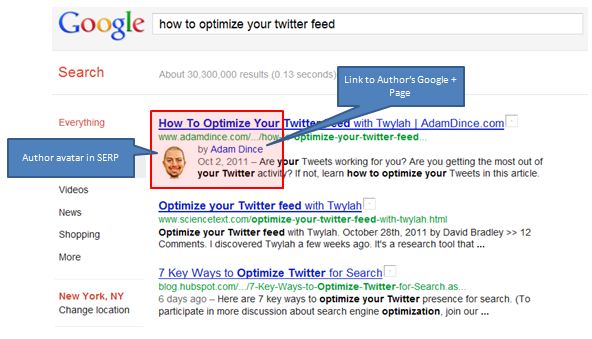 Google
how to optimize your twitter feed
Search
About 30,300,000 results (0.13 seconds)
Link to Author's Google +
Page
Everything
How To Optimize Your Twitter Feed with Twylah | AdamDince.com
www.adamdince.com/.../how-to-optimize-your-twitter-feed...
Author avatar in SERP
by Adam Dince
Oct 2, 2011 – Are your Tweets working for you? Are you getting the most out of
your Twitter activity? If not, learn how to optimize your Tweets in this article.
Videos
News
Shopping
More
Optimize your Twitter feed with Twylah
www.sciencetext.com/optimize-your-twitter-feed-with-twylah.html
Optimize your Twitter feed with Twylah. October 28th, 2011 by David Bradley >> 12
Comments. I discovered Twylah a few weeks ago. It's a research tool that ...
7 Key Ways to Optimize Twitter for Search
blog.hubspot.com/.../7-Key-Ways-to-Optimize-Twitter-for-Search.as...
6 days ago – Here are 7 key ways to optimize your Twitter presence for search. (To
participate in more discussion about search engine optimization, join our ...
New York, NY
Change location